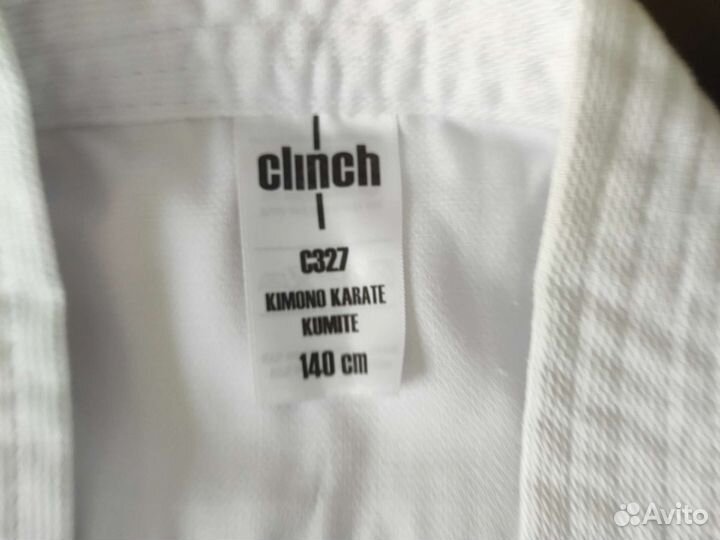 clinch
C327
KIMONO KARATE
KUMITE
140 cm
Avito